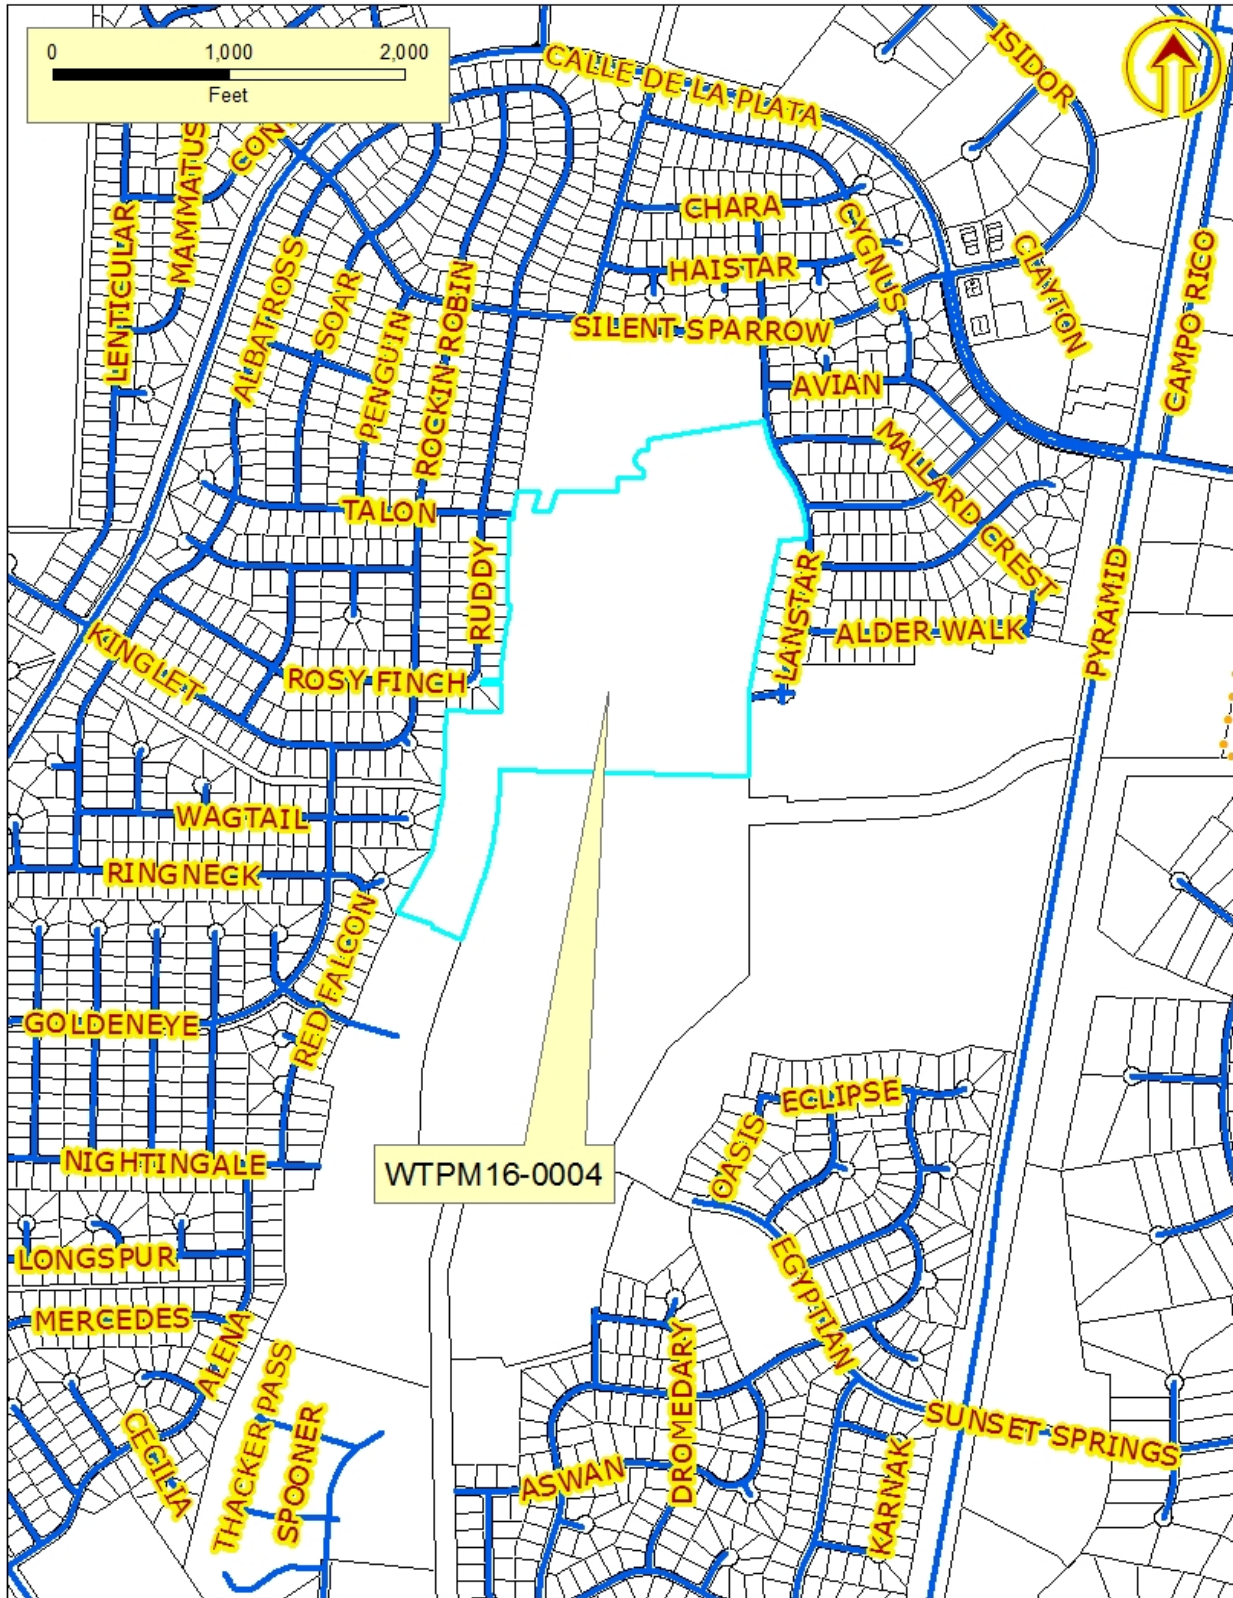 0 1,000 2,000
Feet
CALLE DE LA PLATA
ISIDOR
MAMMATUS
CON
LENTICULAR
CHARA
CYGNUS
CLAYTON
CAMPO RICO
HAISTAR
ALBATROSS
SOAR
PENGUIN
ROCKIN ROBIN
SILENT SPARROW
AVIAN
MALLARD CREST
TALON
RUDDY
LANSTAR
PYRAMID
ALDER WALK
KINGLET
ROSY FINCH
WAGTAIL
RINGNECK
RED FALCON
GOLDENEYE
ECLIPSE
OASIS
NIGHTINGALE
WTPM16-0004
LONGSPUR
EGYPTIAN
MERCEDES
ALENA
DROMEDARY
THACKER PASS
SPOONER
CECILIA
SUNSET SPRINGS
ASWAN
KARNAK